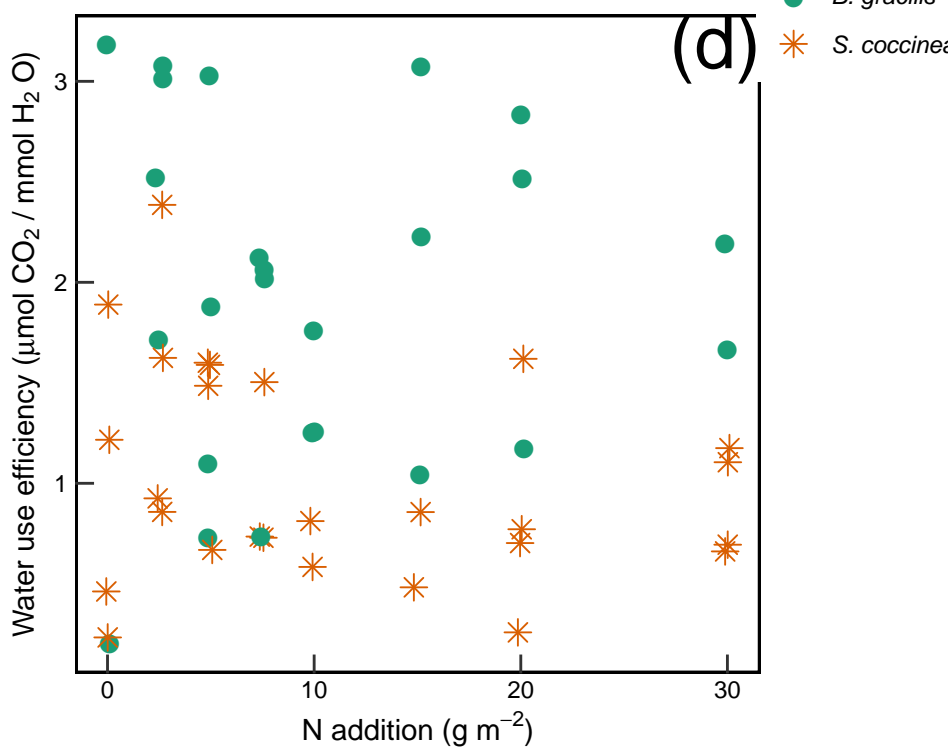 B. gracilis
(d)
S. coccinea
Water use efficiency (μmol CO₂ / mmol H₂ O)
3
2
1
0 10 20 30
N addition (g m⁻²)